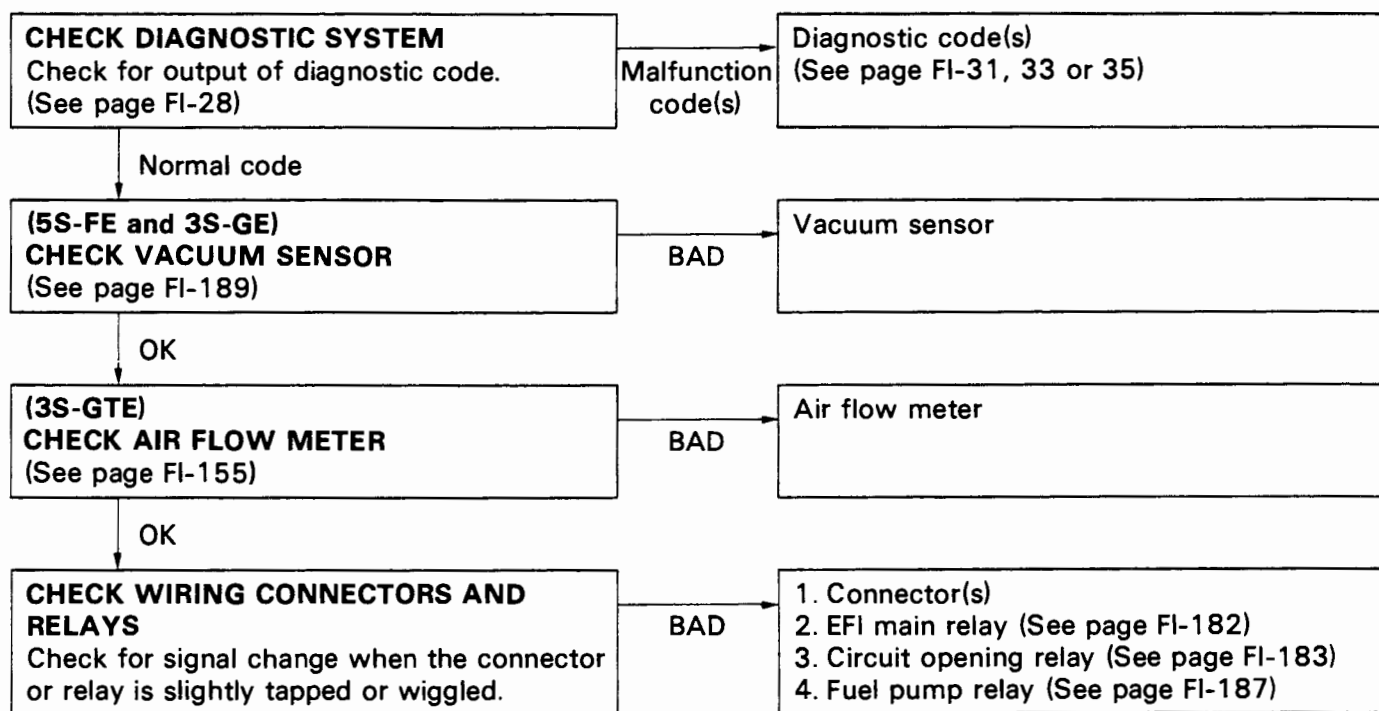 CHECK DIAGNOSTIC SYSTEM
Check for output of diagnostic code.
(See page FI-28)
Malfunction
code(s)
Diagnostic code(s)
(See page FI-31, 33 or 35)
Normal code
(5S-FE and 3S-GE)
CHECK VACUUM SENSOR
(See page FI-189)
BAD
Vacuum sensor
OK
(3S-GTE)
CHECK AIR FLOW METER
(See page FI-155)
BAD
Air flow meter
OK
CHECK WIRING CONNECTORS AND
RELAYS
Check for signal change when the connector
or relay is slightly tapped or wiggled.
BAD
1. Connector(s)
2. EFI main relay (See page FI-182)
3. Circuit opening relay (See page FI-183)
4. Fuel pump relay (See page FI-187)